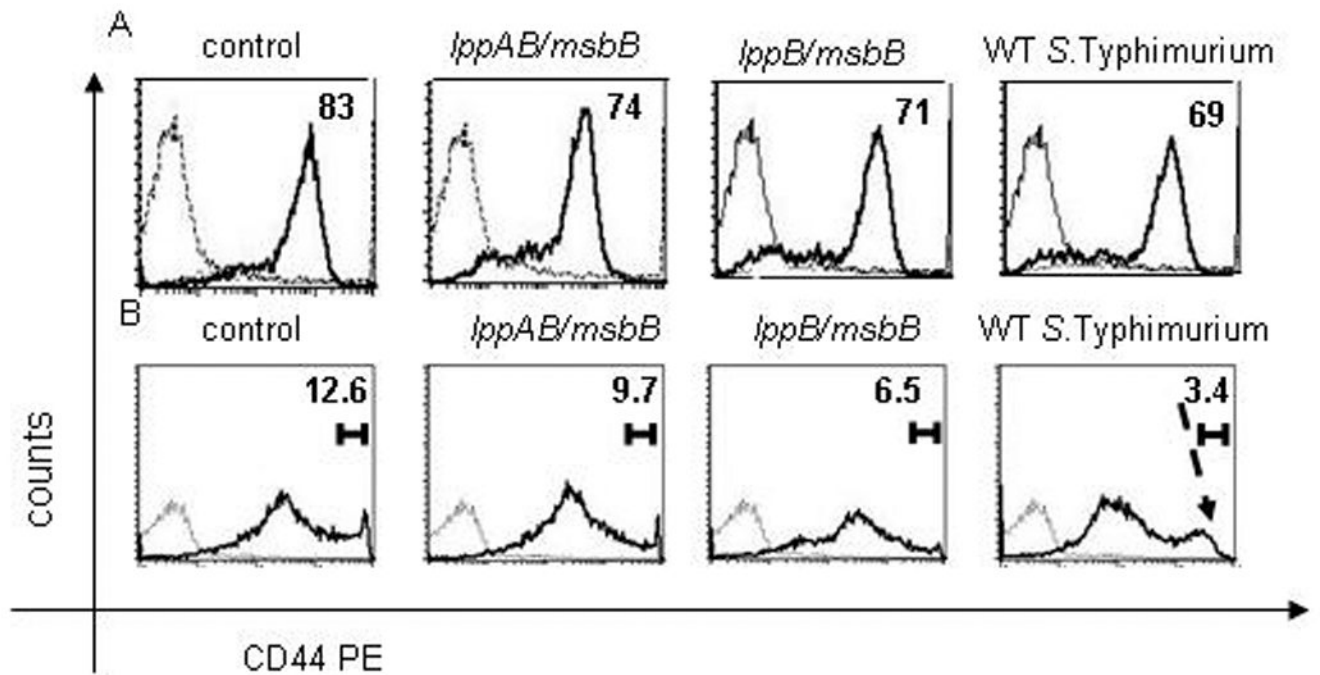 A
control
lppAB/msbB
lppB/msbB
WT S.Typhimurium
83
74
71
69
B
control
lppAB/msbB
lppB/msbB
WT S.Typhimurium
12.6
9.7
6.5
3.4
counts
CD44 PE